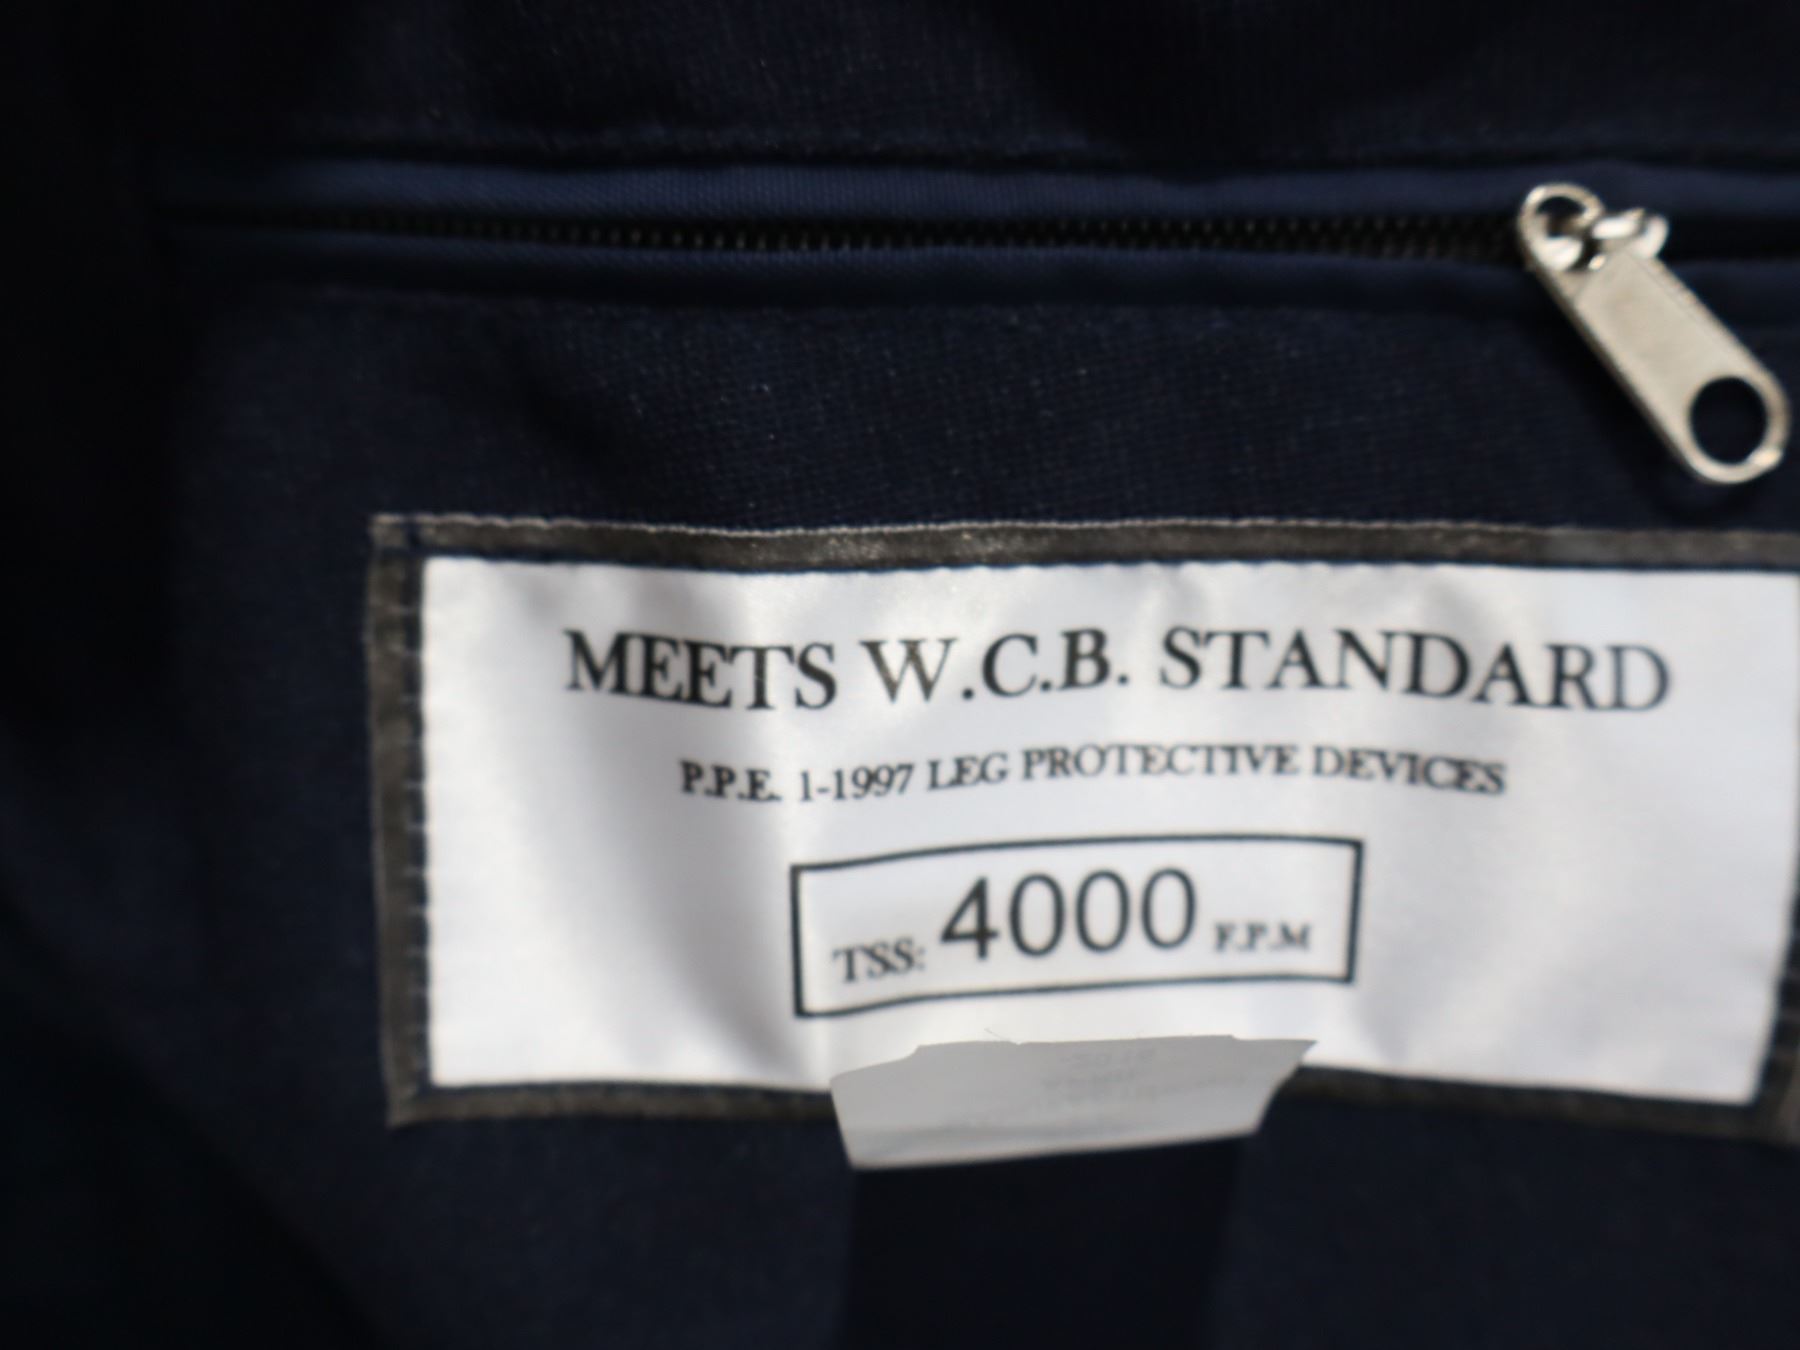 MEETS W.C.B. STANDARD
P.P.E. 1-1997 LEG PROTECTIVE DEVICES
TSS: 4000 F.P.M